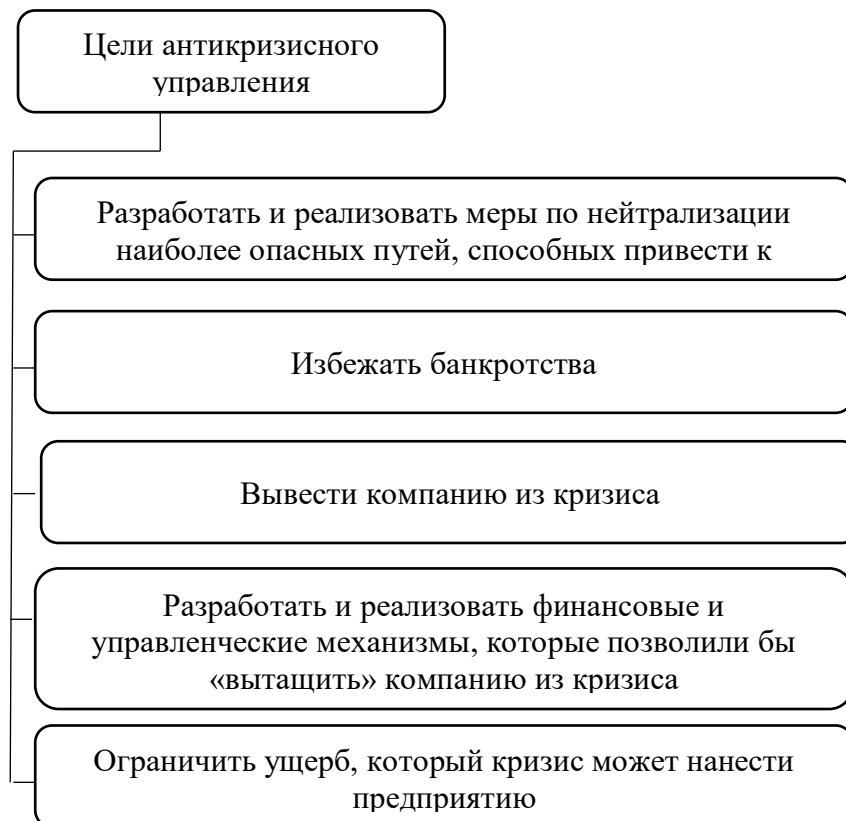 Цели антикризисного
управления
Разработать и реализовать меры по нейтрализации
наиболее опасных путей, способных привести к
Избежать банкротства
Вывести компанию из кризиса
Разработать и реализовать финансовые и
управленческие механизмы, которые позволили бы
«вытащить» компанию из кризиса
Ограничить ущерб, который кризис может нанести
предприятию